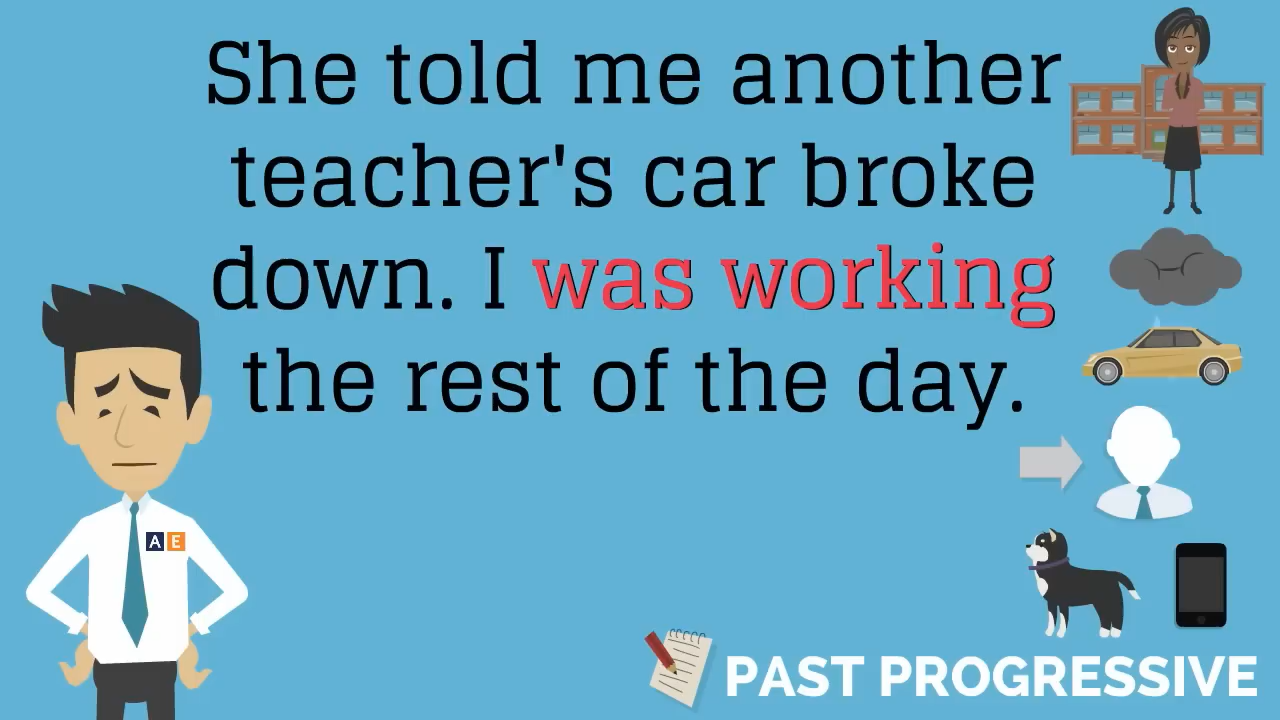 She told me another
teacher's car broke
down. I was working
the rest of the day.
AE
PAST PROGRESSIVE